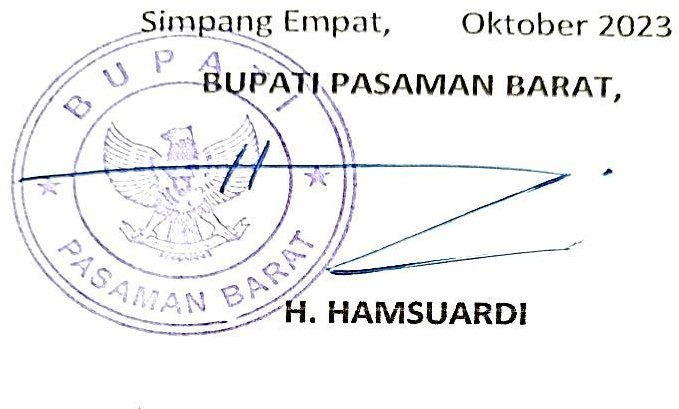 Simpang Empat, Oktober 2023
BUPATI PASAMAN BARAT,
BUPATI
PASAMAN BARAT
H. HAMSUARDI